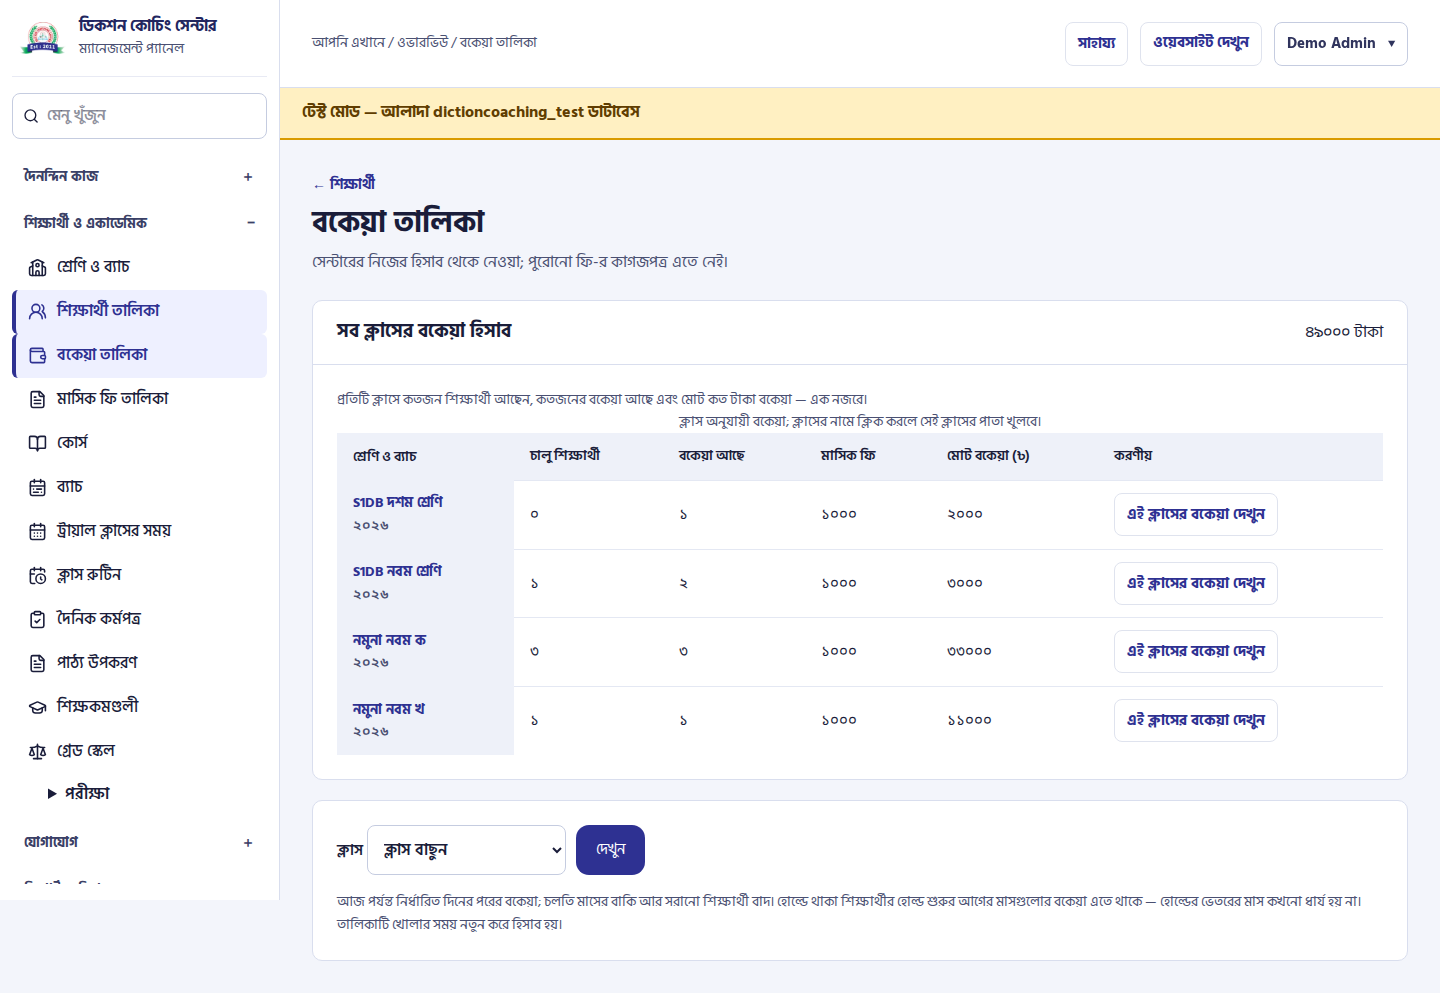 ডিকশন কোচিং সেন্টার
ম্যানেজমেন্ট প্যানেল
Est : 2011
মেনু খুঁজুন
দৈনন্দিন কাজ +
শিক্ষার্থী ও একাডেমিক −
শ্রেণি ও ব্যাচ
শিক্ষার্থী তালিকা
বকেয়া তালিকা
মাসিক ফি তালিকা
কোর্স
ব্যাচ
ট্রায়াল ক্লাসের সময়
ক্লাস রুটিন
দৈনিক কর্মপত্র
পাঠ্য উপকরণ
শিক্ষকমণ্ডলী
গ্রেড স্কেল
▶ পরীক্ষা
যোগাযোগ +
আপনি এখানে / ওভারভিউ / বকেয়া তালিকা
সাহায্য
ওয়েবসাইট দেখুন
Demo Admin ▾
টেস্ট মোড — আলাদা dictioncoaching_test ডাটাবেস
← শিক্ষার্থী
বকেয়া তালিকা
সেন্টারের নিজের হিসাব থেকে নেওয়া; পুরোনো ফি-র কাগজপত্র এতে নেই।
সব ক্লাসের বকেয়া হিসাব ৪৯০০০ টাকা
প্রতিটি ক্লাসে কতজন শিক্ষার্থী আছেন, কতজনের বকেয়া আছে এবং মোট কত টাকা বকেয়া — এক নজরে।
ক্লাস অনুযায়ী বকেয়া; ক্লাসের নামে ক্লিক করলে সেই ক্লাসের পাতা খুলবে।
শ্রেণি ও ব্যাচ চালু শিক্ষার্থী বকেয়া আছে মাসিক ফি মোট বকেয়া (৳) করণীয়
S1DB দশম শ্রেণি
২০২৬ ০ ১ ১০০০ ২০০০ এই ক্লাসের বকেয়া দেখুন
S1DB নবম শ্রেণি
২০২৬ ১ ২ ১০০০ ৩০০০ এই ক্লাসের বকেয়া দেখুন
নমুনা নবম ক
২০২৬ ৩ ৩ ১০০০ ৩৩০০০ এই ক্লাসের বকেয়া দেখুন
নমুনা নবম খ
২০২৬ ১ ১ ১০০০ ১১০০০ এই ক্লাসের বকেয়া দেখুন
ক্লাস ক্লাস বাছুন দেখুন
আজ পর্যন্ত নির্ধারিত দিনের পরের বকেয়া; চলতি মাসের বাকি আর সরানো শিক্ষার্থী বাদ। হোল্ডে থাকা শিক্ষার্থীর হোল্ড শুরুর আগের মাসগুলোর বকেয়া এতে থাকে — হোল্ডের ভেতরের মাস কখনো ধার্য হয় না।
তালিকাটি খোলার সময় নতুন করে হিসাব হয়।